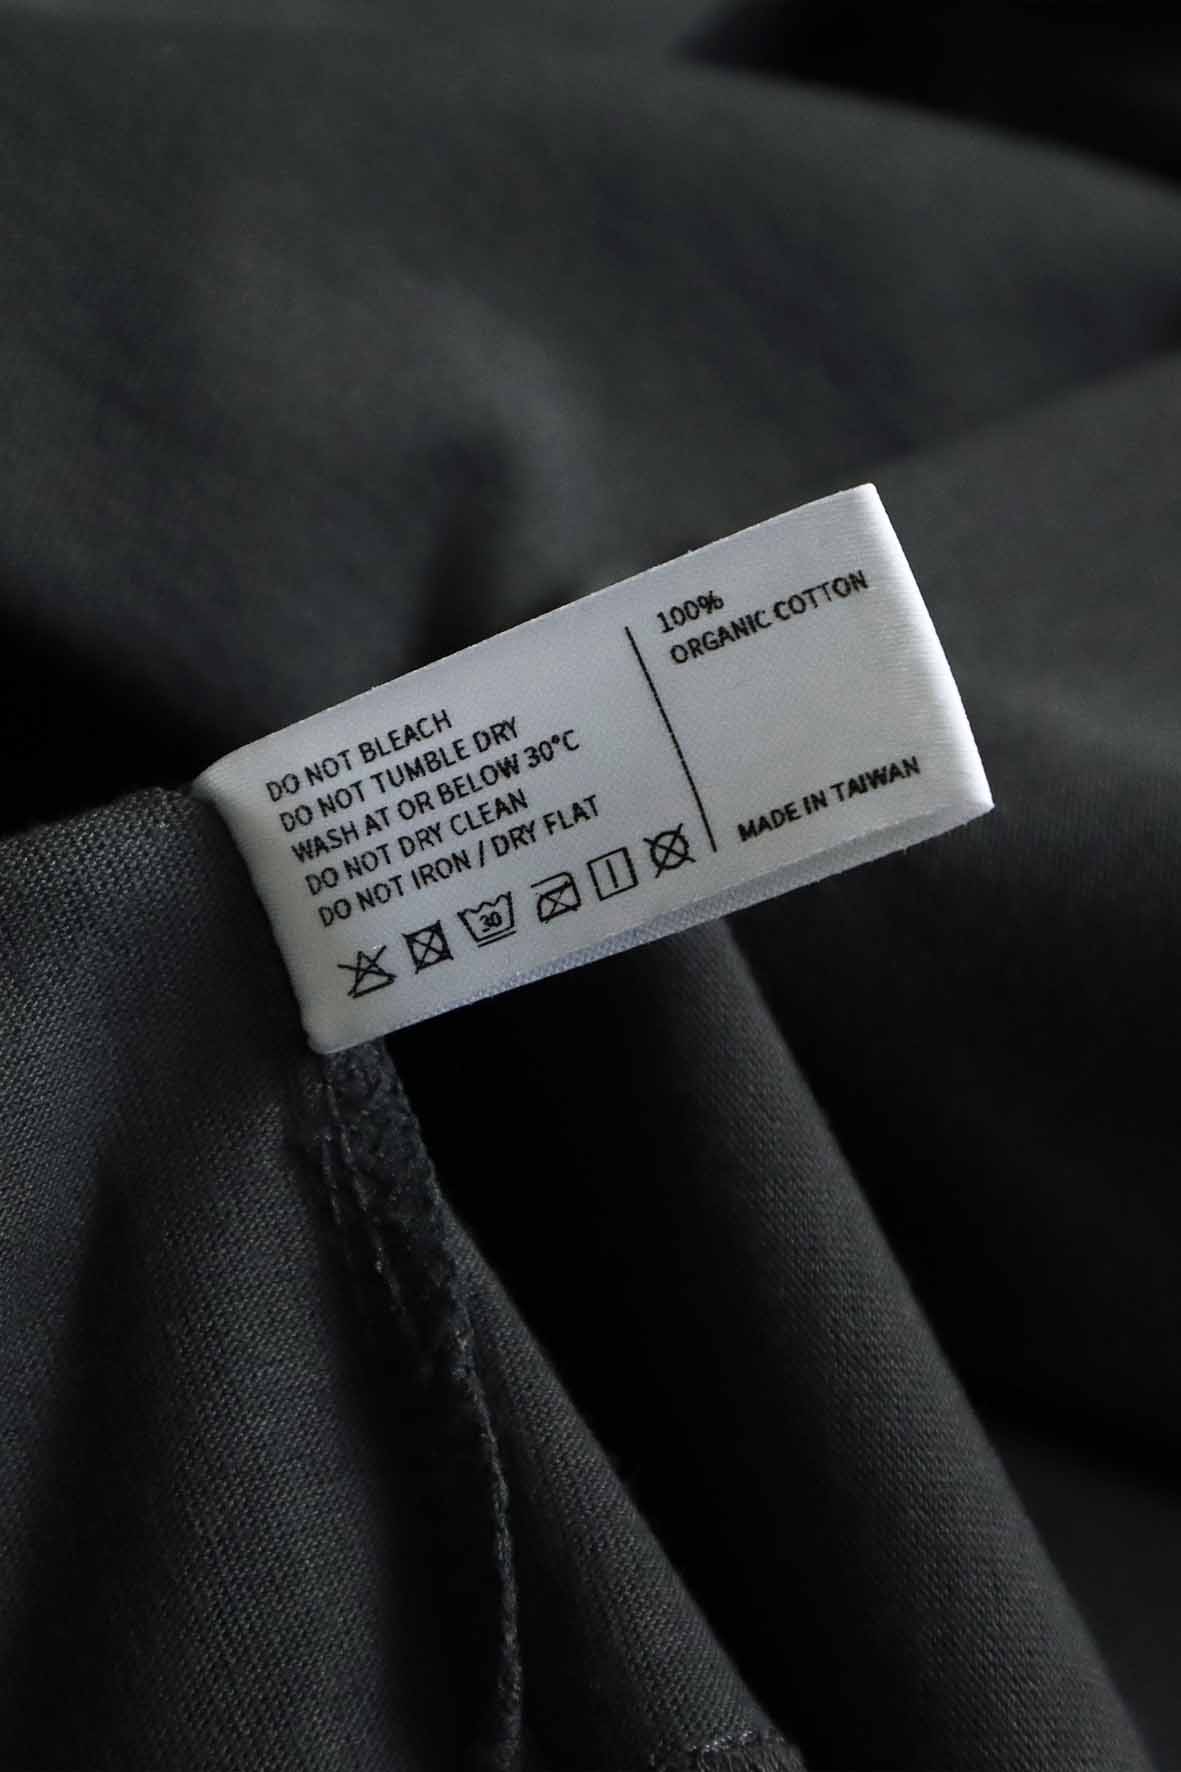 DO NOT BLEACH
DO NOT TUMBLE DRY
WASH AT OR BELOW 30°C
DO NOT DRY CLEAN
DO NOT IRON / DRY FLAT
30
100%
ORGANIC COTTON
MADE IN TAIWAN